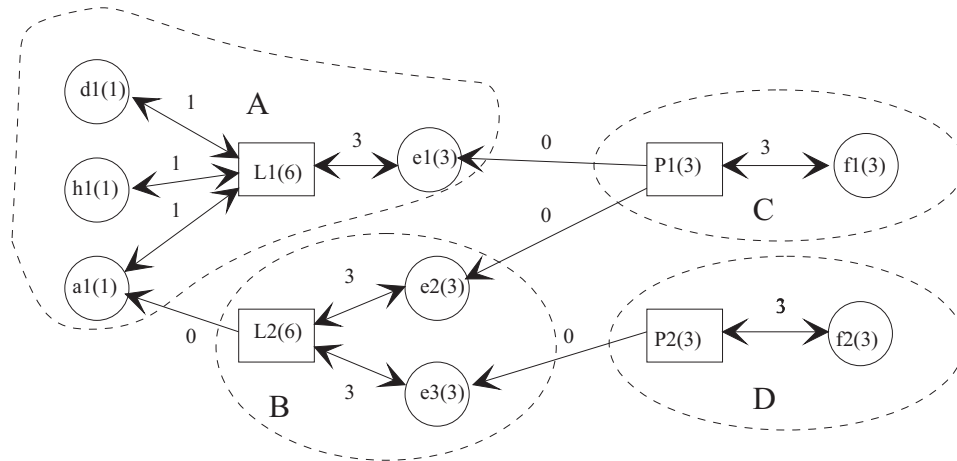 d1(1)
1
A
h1(1)
1
L1(6)
3
e1(3)
0
P1(3)
3
f1(3)
1
0
C
a1(1)
0
L2(6)
3
e2(3)
3
e3(3)
B
0
P2(3)
3
f2(3)
D